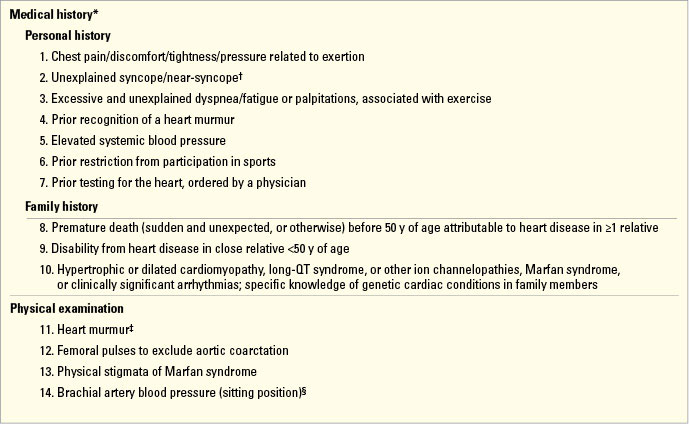 Medical history*
Personal history
1. Chest pain/discomfort/tightness/pressure related to exertion
2. Unexplained syncope/near-syncope†
3. Excessive and unexplained dyspnea/fatigue or palpitations, associated with exercise
4. Prior recognition of a heart murmur
5. Elevated systemic blood pressure
6. Prior restriction from participation in sports
7. Prior testing for the heart, ordered by a physician
Family history
8. Premature death (sudden and unexpected, or otherwise) before 50 y of age attributable to heart disease in ≥1 relative
9. Disability from heart disease in close relative <50 y of age
10. Hypertrophic or dilated cardiomyopathy, long-QT syndrome, or other ion channelopathies, Marfan syndrome,
or clinically significant arrhythmias; specific knowledge of genetic cardiac conditions in family members
Physical examination
11. Heart murmur‡
12. Femoral pulses to exclude aortic coarctation
13. Physical stigmata of Marfan syndrome
14. Brachial artery blood pressure (sitting position)§